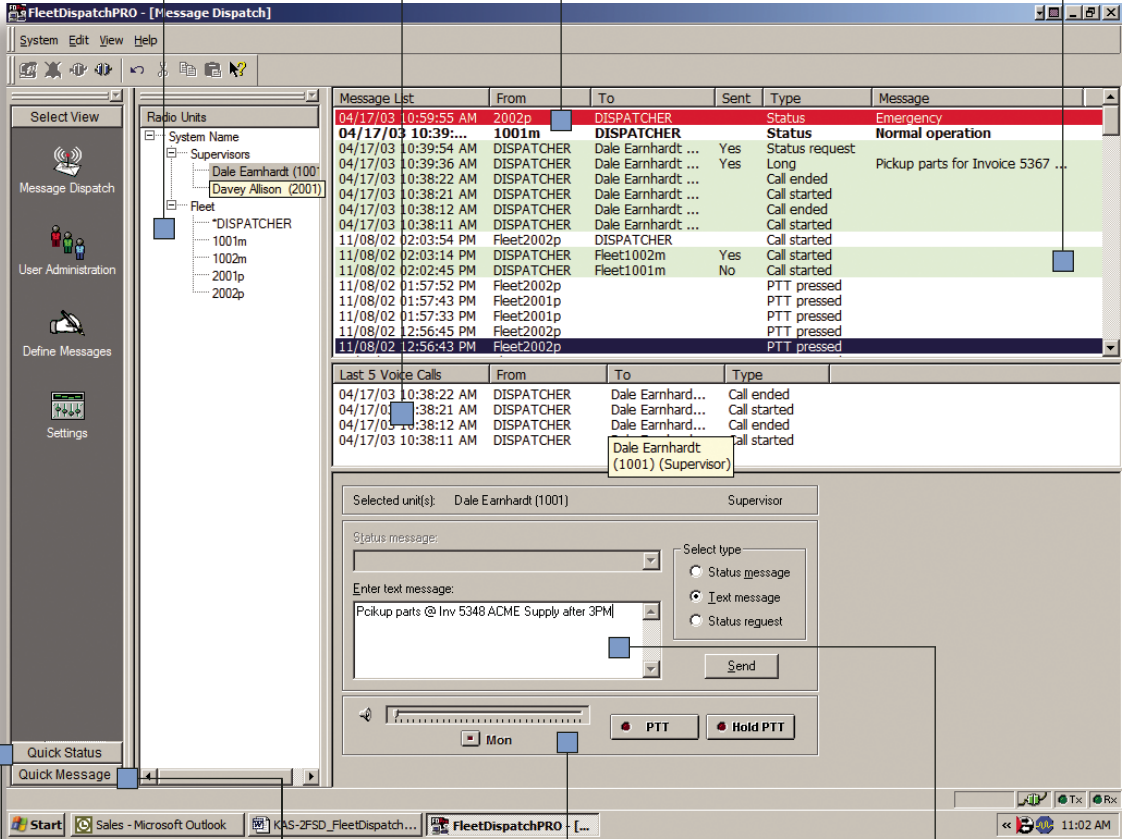 FleetDispatchPRO - [Message Dispatch]
System Edit View Help
Select View
Message Dispatch
User Administration
Define Messages
Settings
Quick Status
Quick Message
Radio Units
System Name
Supervisors
Dale Earnhardt (1001
Davey Allison (2001)
Fleet
*DISPATCHER
1001m
1002m
2001p
2002p
Message List From To Sent Type Message
04/17/03 10:59:55 AM 2002p DISPATCHER Status Emergency
04/17/03 10:39:... 1001m DISPATCHER Status Normal operation
04/17/03 10:39:54 AM DISPATCHER Dale Earnhardt ... Yes Status request
04/17/03 10:39:36 AM DISPATCHER Dale Earnhardt ... Yes Long Pickup parts for Invoice 5367 ...
04/17/03 10:38:22 AM DISPATCHER Dale Earnhardt ... Call ended
04/17/03 10:38:21 AM DISPATCHER Dale Earnhardt ... Call started
04/17/03 10:38:12 AM DISPATCHER Dale Earnhardt ... Call ended
04/17/03 10:38:11 AM DISPATCHER Dale Earnhardt ... Call started
11/08/02 02:03:54 PM Fleet2002p DISPATCHER Call started
11/08/02 02:03:14 PM DISPATCHER Fleet1002m Yes Call started
11/08/02 02:02:45 PM DISPATCHER Fleet1001m No Call started
11/08/02 01:57:52 PM Fleet2002p PTT pressed
11/08/02 01:57:43 PM Fleet2001p PTT pressed
11/08/02 01:57:33 PM Fleet2001p PTT pressed
11/08/02 12:56:45 PM Fleet2002p PTT pressed
11/08/02 12:56:43 PM Fleet2002p PTT pressed
Last 5 Voice Calls From To Type
04/17/03 10:38:22 AM DISPATCHER Dale Earnhard... Call ended
04/17/03 10:38:21 AM DISPATCHER Dale Earnhard... Call started
04/17/03 10:38:12 AM DISPATCHER Dale Earnhard... Call ended
04/17/03 10:38:11 AM DISPATCHER Call started
Dale Earnhardt
(1001) (Supervisor)
Selected unit(s): Dale Earnhardt (1001) Supervisor
Status message:
Enter text message:
Pcikup parts @ Inv 5348 ACME Supply after 3PM
Select type
Status message
Text message
Status request
Send
Mon
PTT
Hold PTT
Tx Rx
Start Sales - Microsoft Outlook KAS-2FSD_FleetDispatch... FleetDispatchPRO - [... 11:02 AM